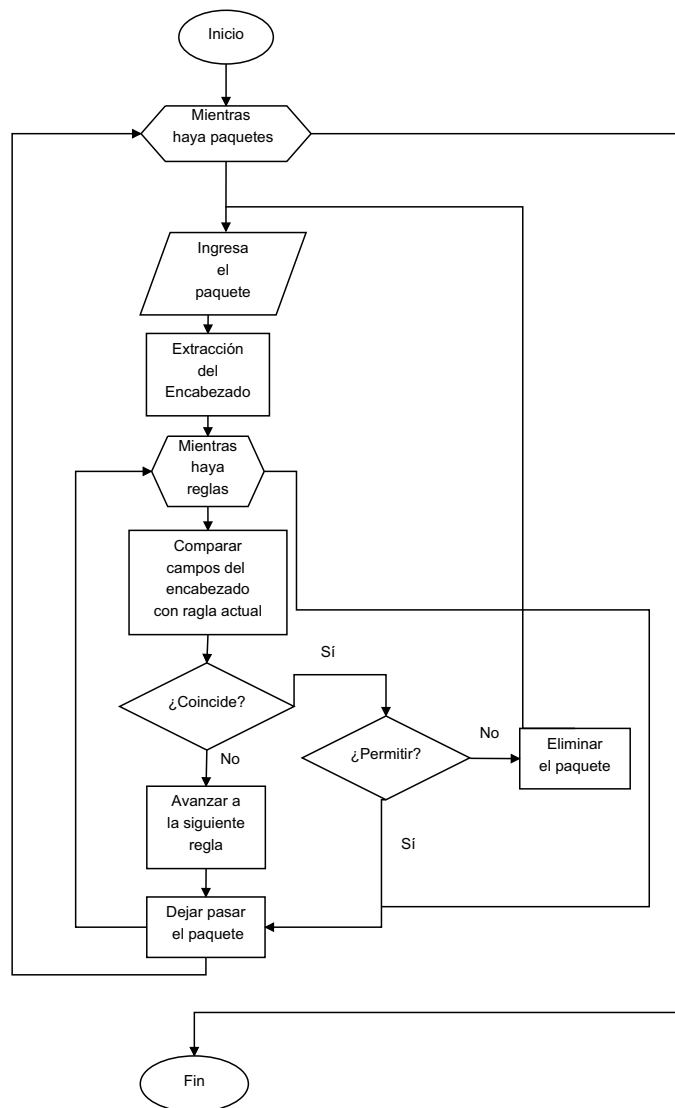 Inicio
Mientras
haya paquetes
Ingresa
el
paquete
Extracción
del
Encabezado
Mientras
haya
reglas
Comparar
campos del
encabezado
con ragla actual
Sí
¿Coincide?
¿Permitir?
No
Eliminar
el paquete
No
Avanzar a
la siguiente
regla
Sí
Dejar pasar
el paquete
Fin